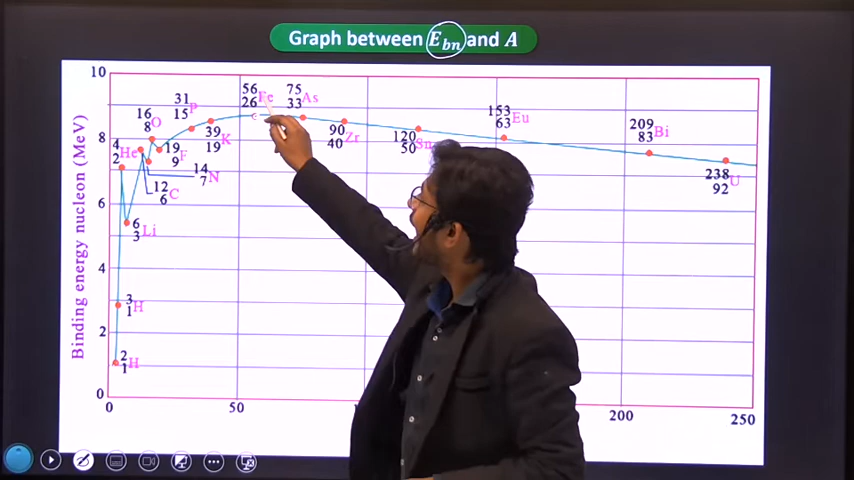 Graph between Ebn and A
Binding energy nucleon (MeV)
10
8
6
4
2
0
0
50
200
250
2
1 H
3
1 H
4
2 He
6
3 Li
12
6 C
14
7 N
16
8 O
19
9 F
31
15 P
39
19 K
56
26 Fe
75
33 As
90
40 Zr
120
50 Sn
153
63 Eu
209
83 Bi
238
92 U